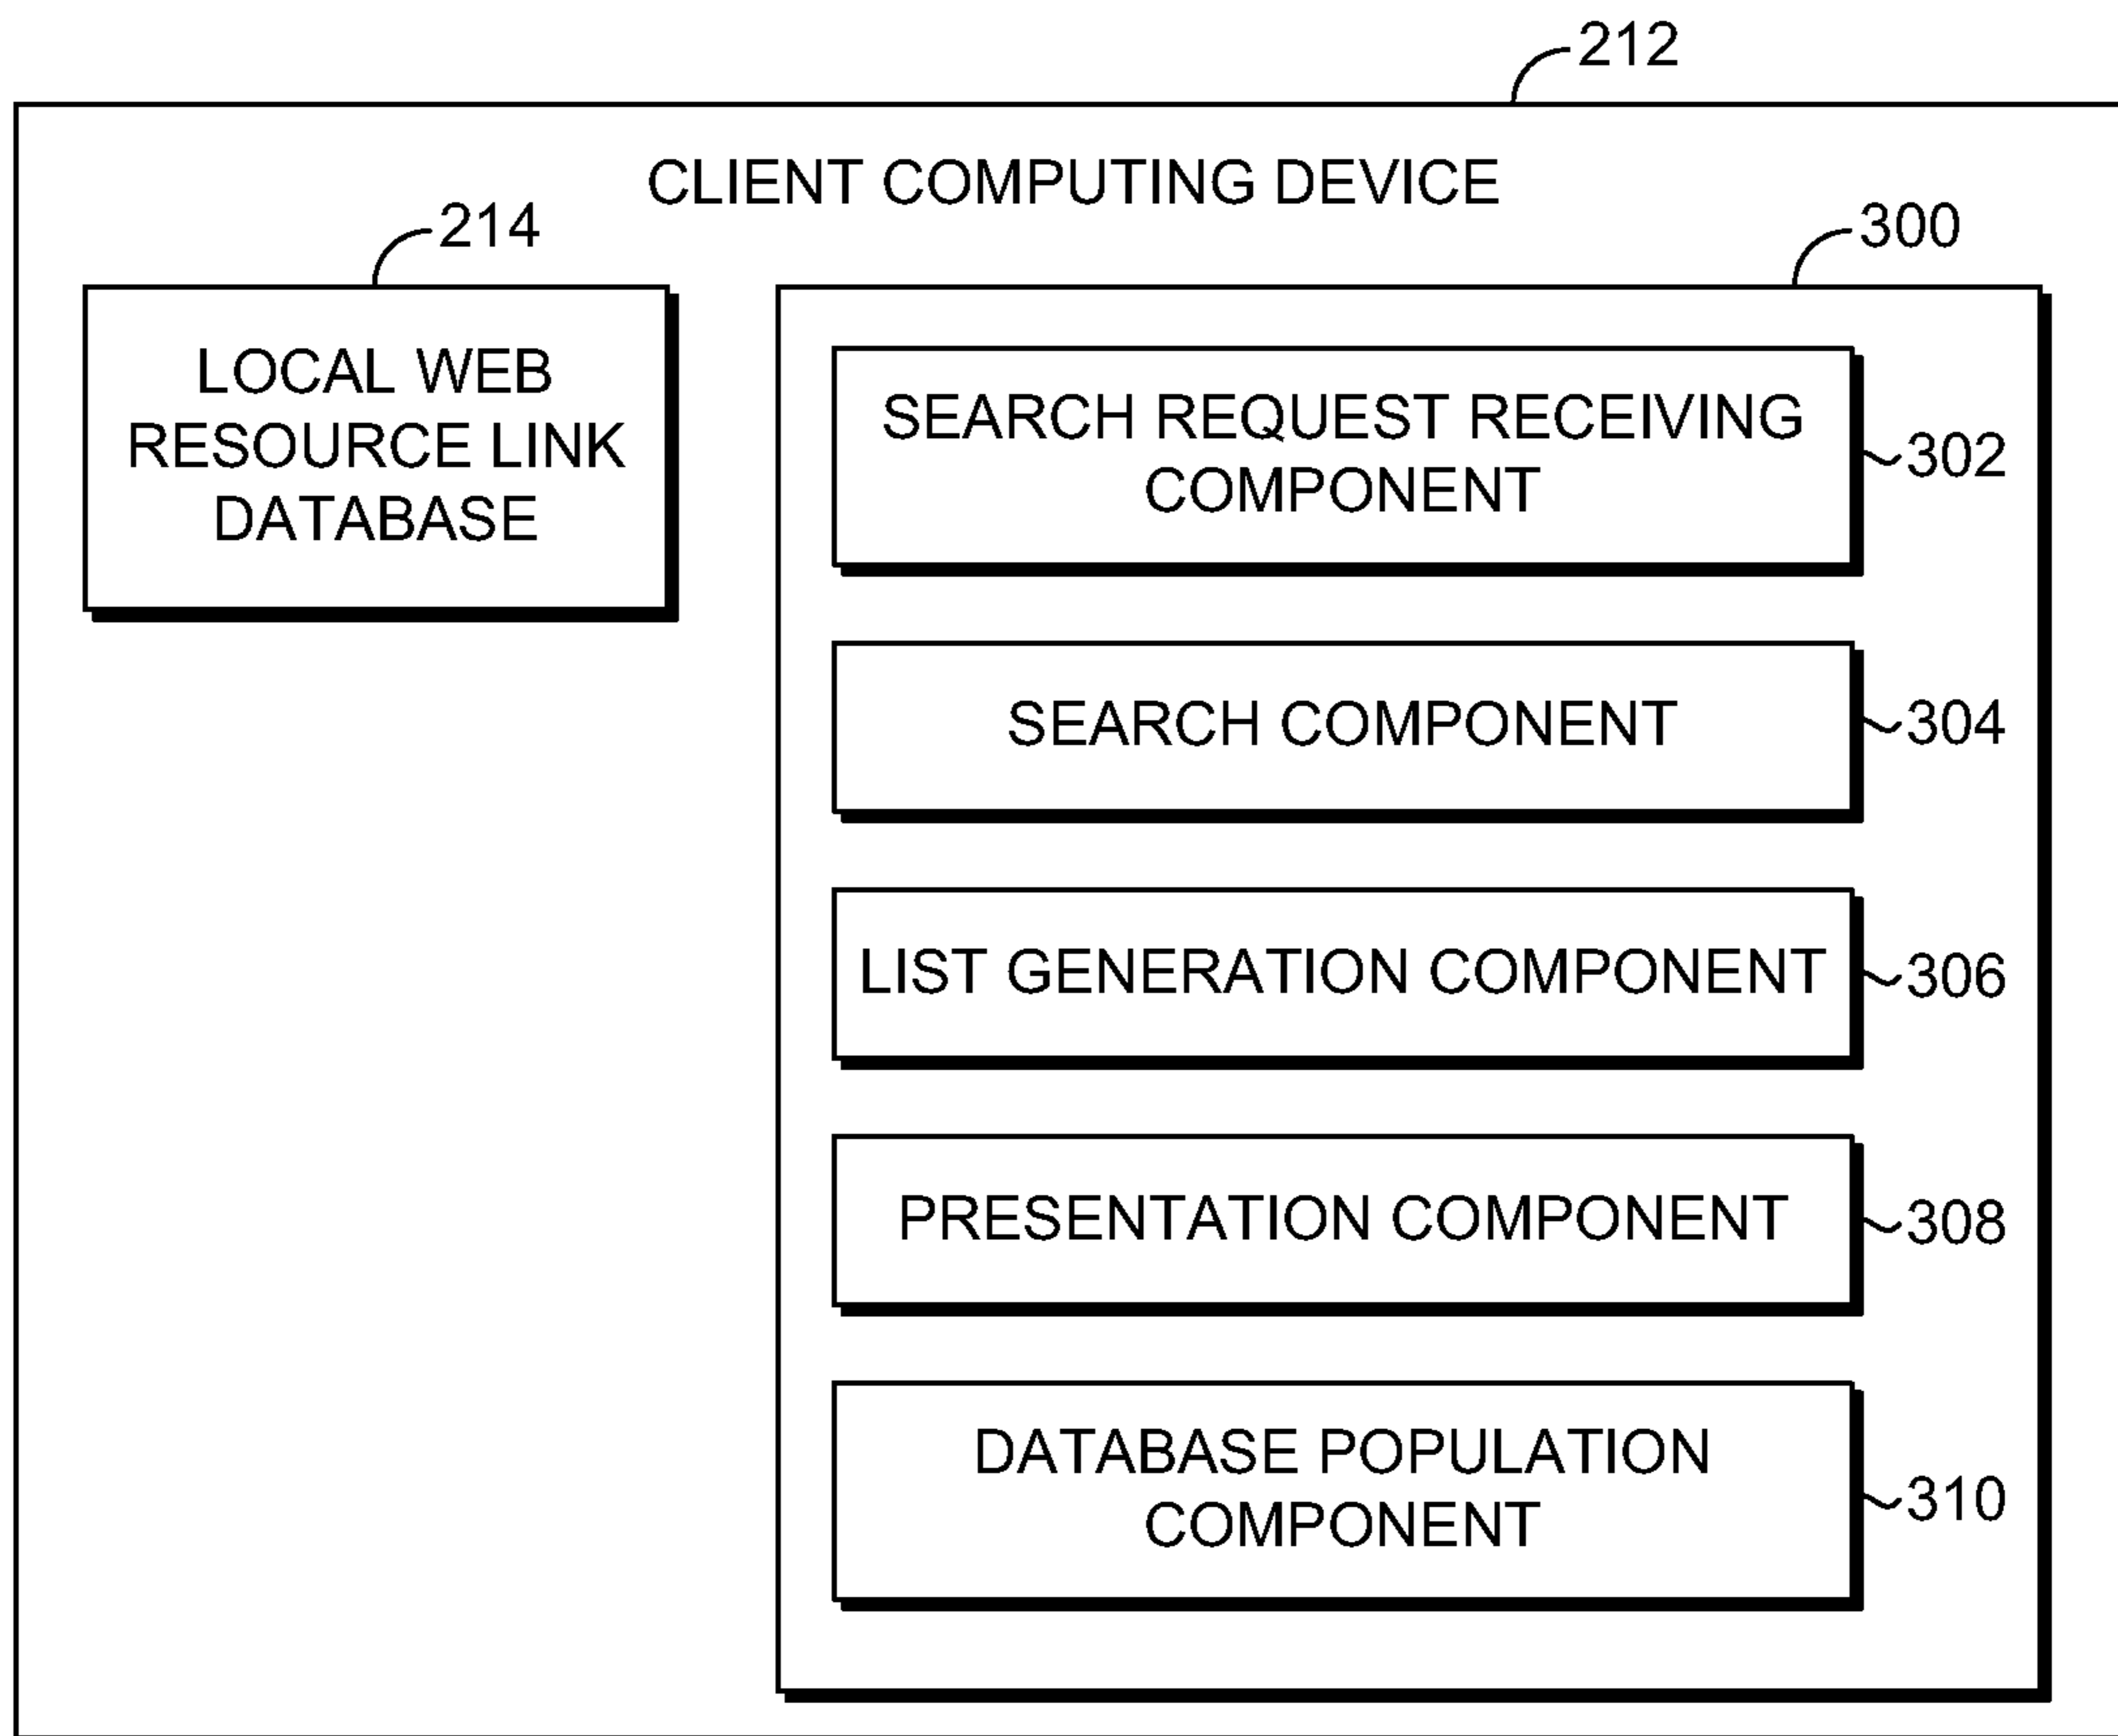 212
CLIENT COMPUTING DEVICE
214
300
LOCAL WEB
RESOURCE LINK
DATABASE
SEARCH REQUEST RECEIVING
COMPONENT
302
SEARCH COMPONENT
304
LIST GENERATION COMPONENT
306
PRESENTATION COMPONENT
308
DATABASE POPULATION
COMPONENT
310